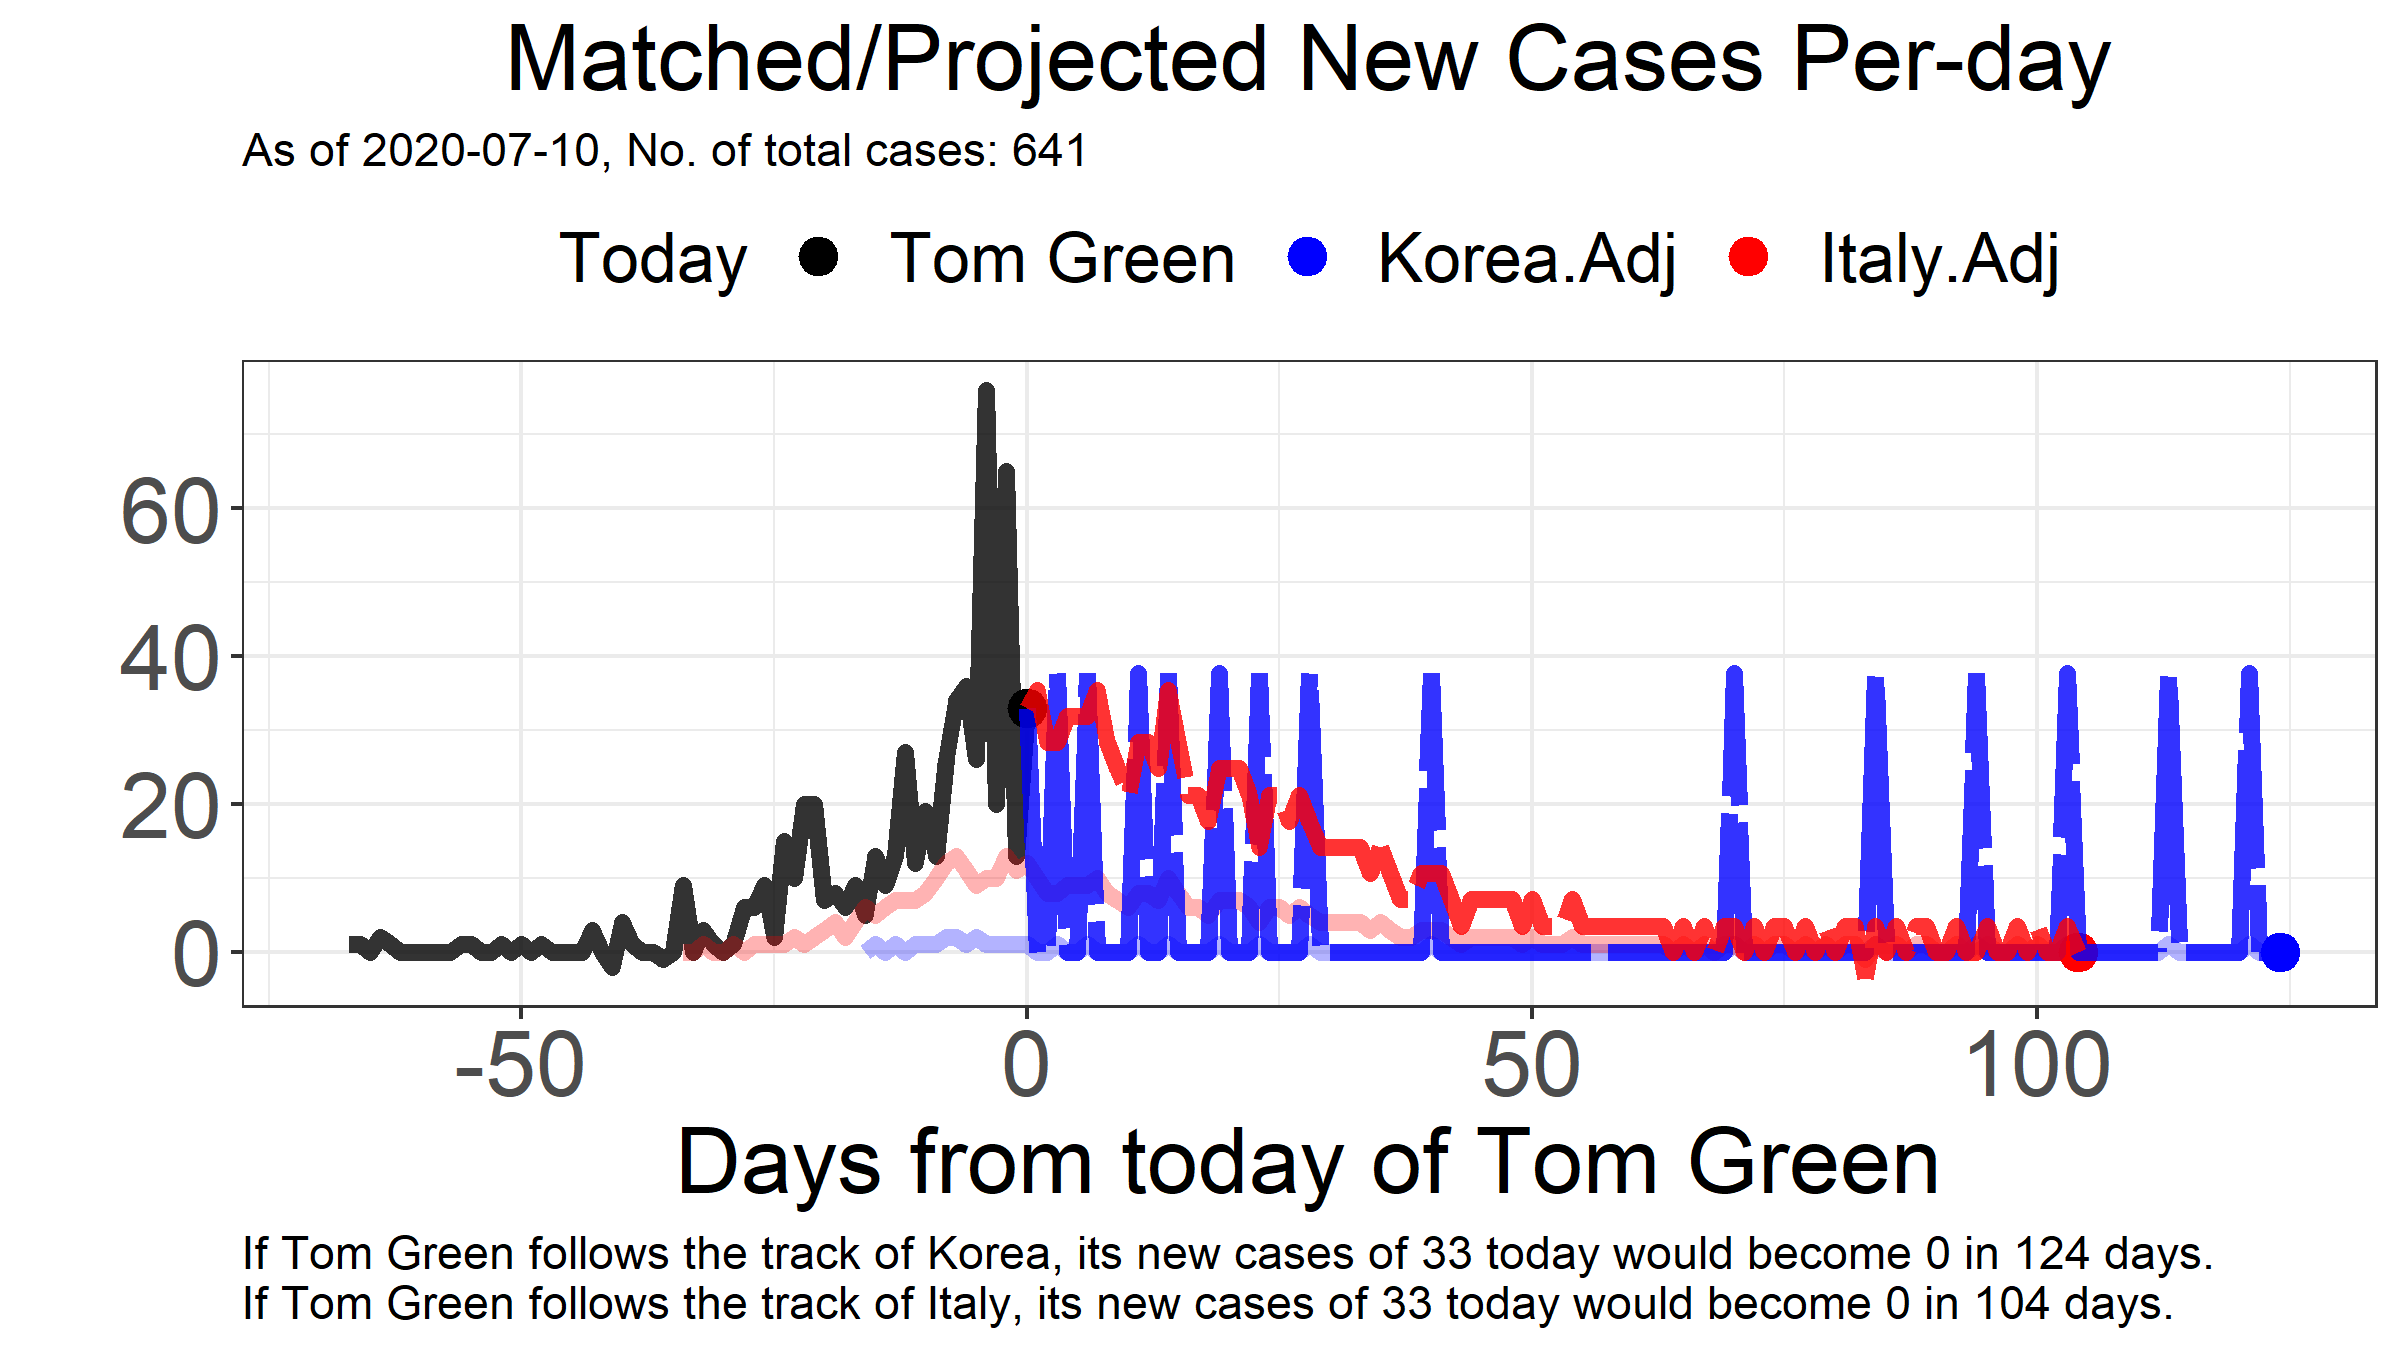 Matched/Projected New Cases Per-day
As of 2020-07-10, No. of total cases: 641
Today Tom Green Korea.Adj Italy.Adj
60
40
20
0
-50 0 50 100
Days from today of Tom Green
If Tom Green follows the track of Korea, its new cases of 33 today would become 0 in 124 days.
If Tom Green follows the track of Italy, its new cases of 33 today would become 0 in 104 days.